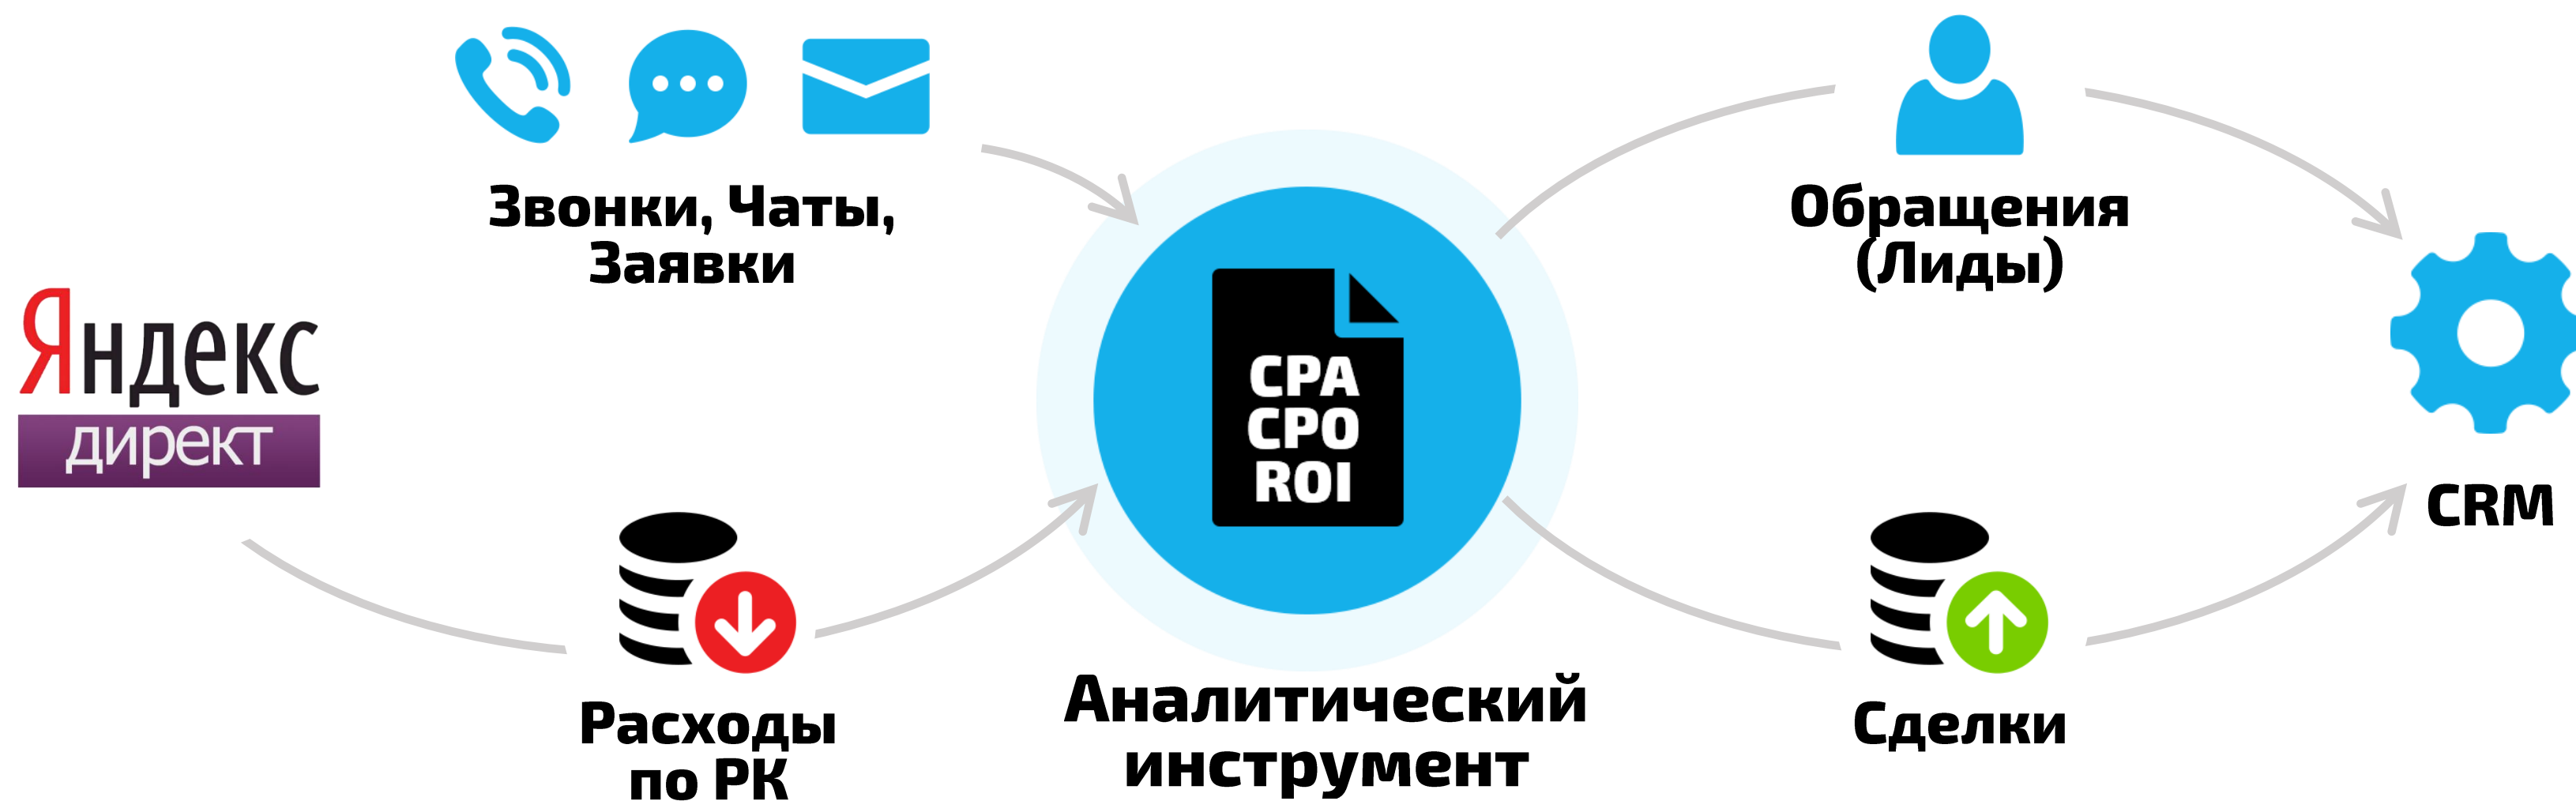 Звонки, Чаты,
Заявки
Яндекс
директ
Расходы
по РК
CPA
CPO
ROI
Аналитический
инструмент
Обращения
(Лиды)
Сделки
CRM